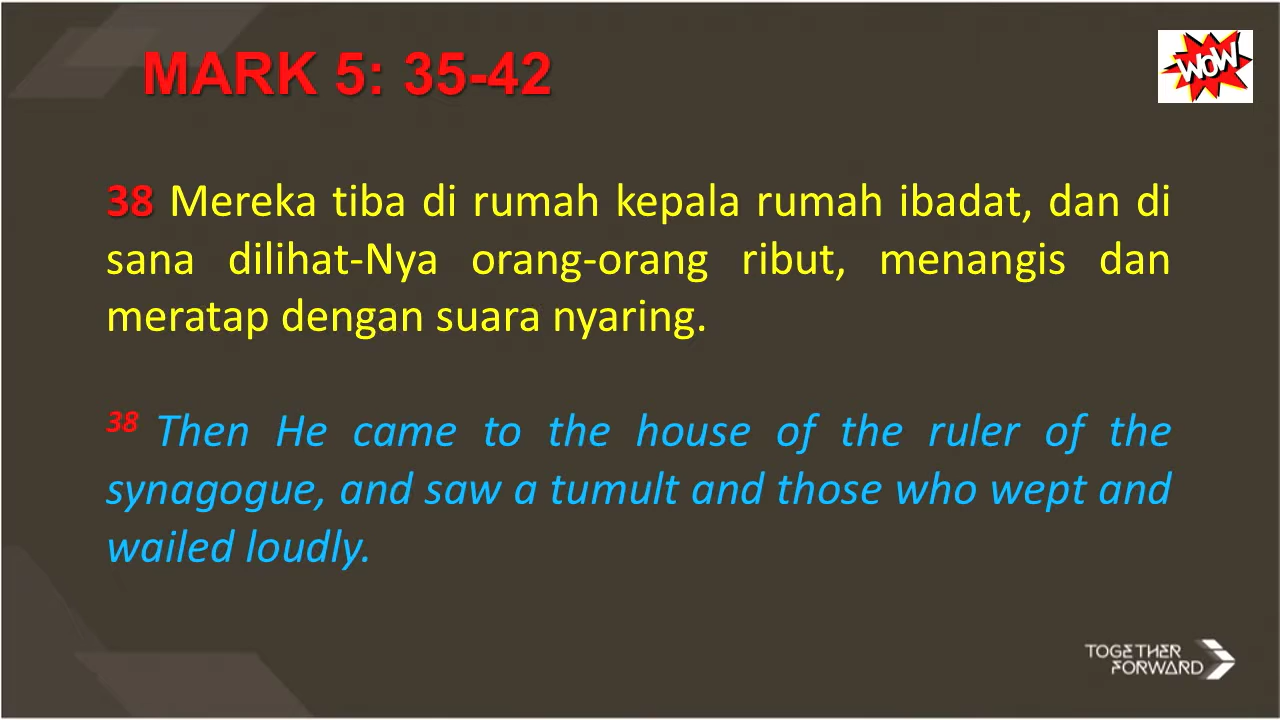 MARK 5: 35-42
WOW
38 Mereka tiba di rumah kepala rumah ibadat, dan di
sana dilihat-Nya orang-orang ribut, menangis dan
meratap dengan suara nyaring.
38 Then He came to the house of the ruler of the
synagogue, and saw a tumult and those who wept and
wailed loudly.
TOGETHER
FORWARD